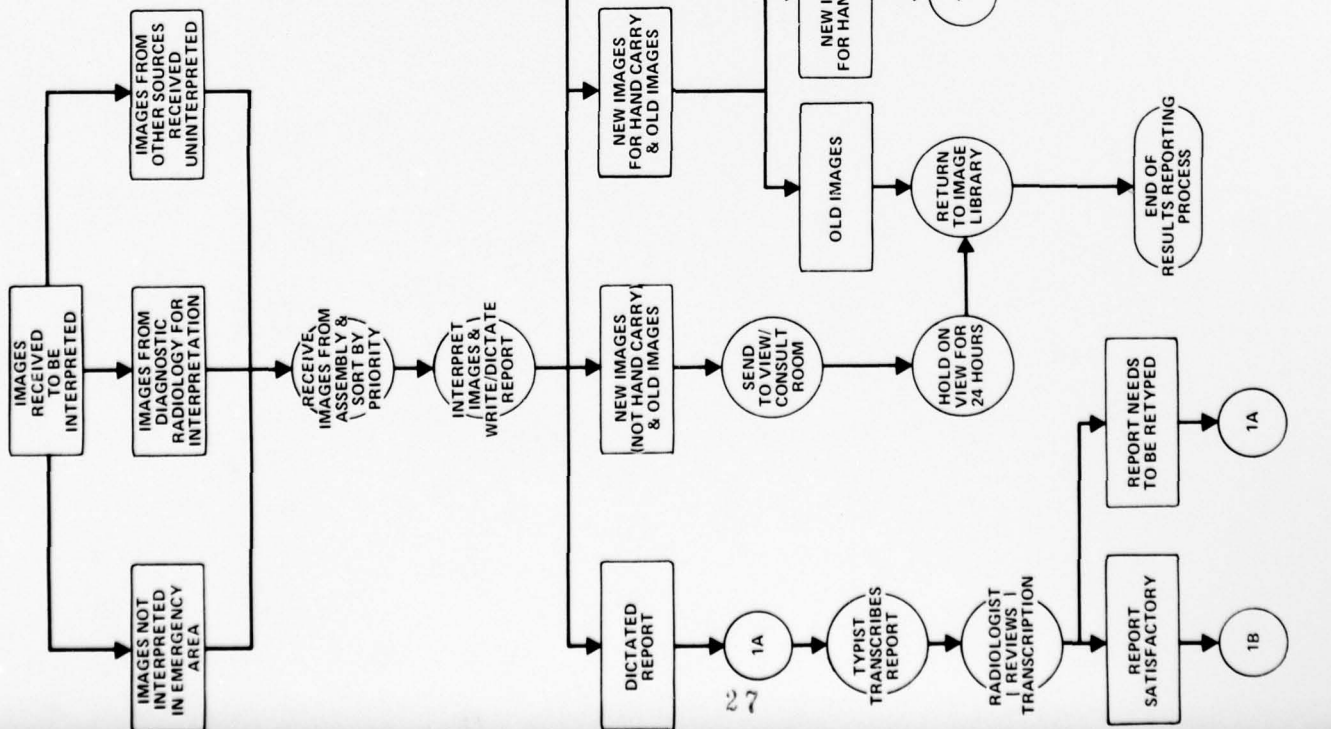 IMAGES
RECEIVED
TO BE
INTERPRETED
IMAGES NOT
INTERPRETED
IN EMERGENCY
AREA
IMAGES FROM
DIAGNOSTIC
RADIOLOGY FOR
INTERPRETATION
IMAGES FROM
OTHER SOURCES
RECEIVED
UNINTERPRETED
RECEIVE
IMAGES FROM
ASSEMBLY &
SORT BY
PRIORITY
INTERPRET
IMAGES &
WRITE/DICTATE
REPORT
DICTATED
REPORT
NEW IMAGES
(NOT HAND CARRY)
& OLD IMAGES
NEW IMAGES
FOR HAND CARRY
& OLD IMAGES
1A
SEND
TO VIEW/
CONSULT
ROOM
OLD IMAGES
NEW I
FOR HAN
TYPIST
TRANSCRIBES
REPORT
HOLD ON
VIEW FOR
24 HOURS
RETURN
TO IMAGE
LIBRARY
RADIOLOGIST
REVIEWS
TRANSCRIPTION
REPORT
SATISFACTORY
REPORT NEEDS
TO BE RETYPED
END OF
RESULTS REPORTING
PROCESS
1B
1A
27